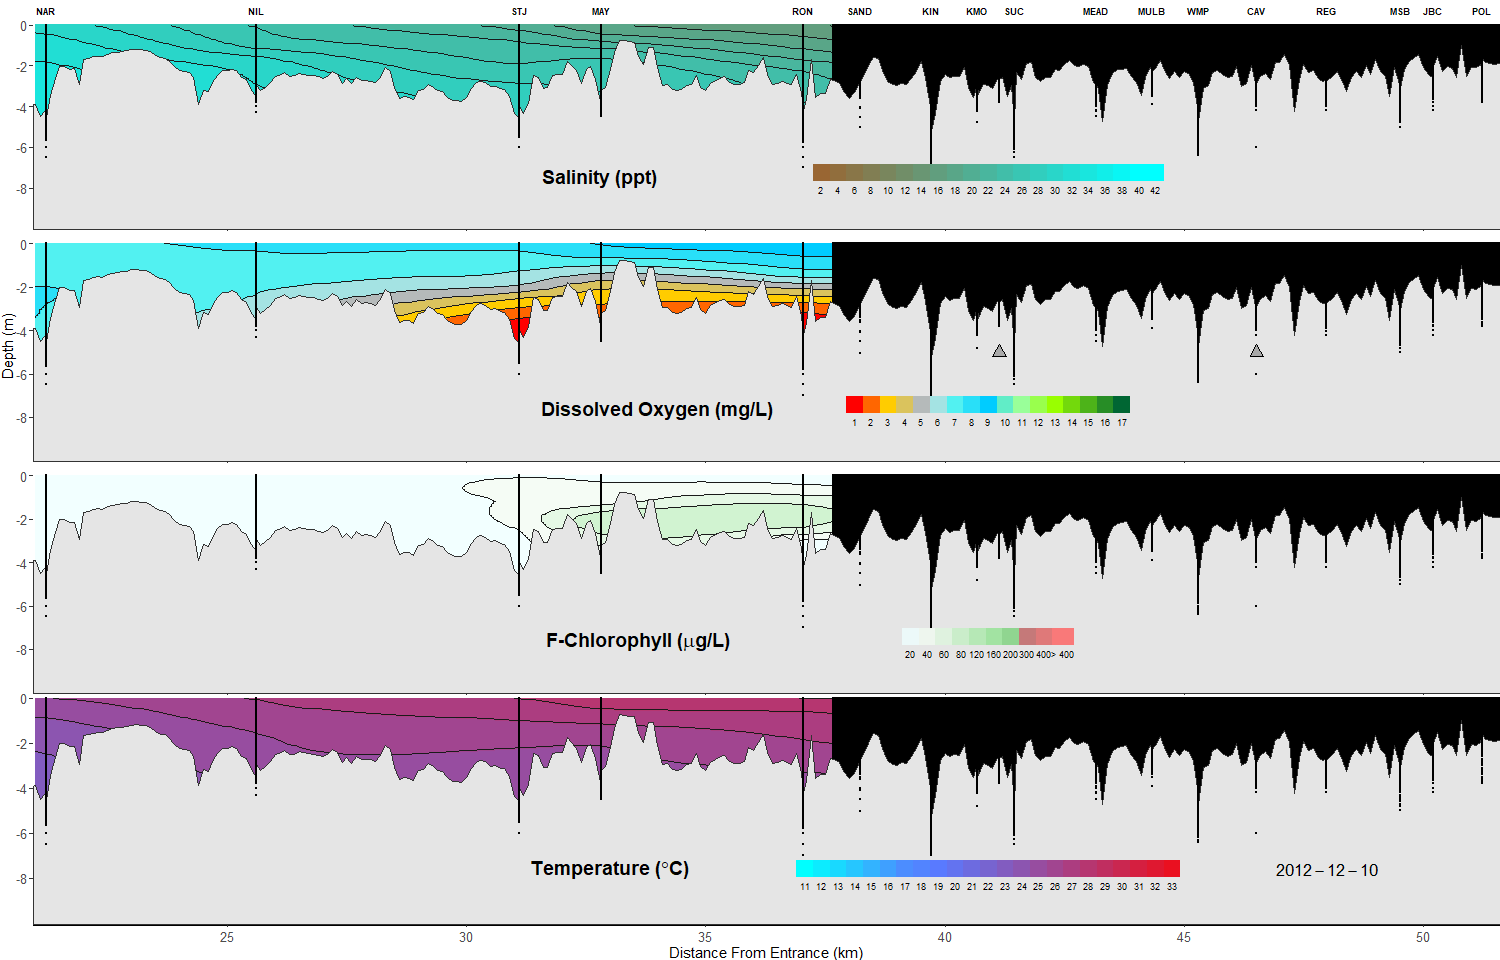 NAR NIL STJ MAY RON SAND KIN KMO SUC MEAD MULB WMP CAV REG MSB JBC POL
0
-2
-4
-6
-8
Salinity (ppt)
2 4 6 8 10 12 14 16 18 20 22 24 26 28 30 32 34 36 38 40 42
Depth (m)
0
-2
-4
-6
-8
Dissolved Oxygen (mg/L)
1 2 3 4 5 6 7 8 9 10 11 12 13 14 15 16 17
0
-2
-4
-6
-8
F-Chlorophyll (μg/L)
20 40 60 80 120 160 200 300 400 > 400
0
-2
-4
-6
-8
Temperature (°C)
11 12 13 14 15 16 17 18 19 20 21 22 23 24 25 26 27 28 29 30 31 32 33
2012 – 12 – 10
25 30 35 40 45 50
Distance From Entrance (km)